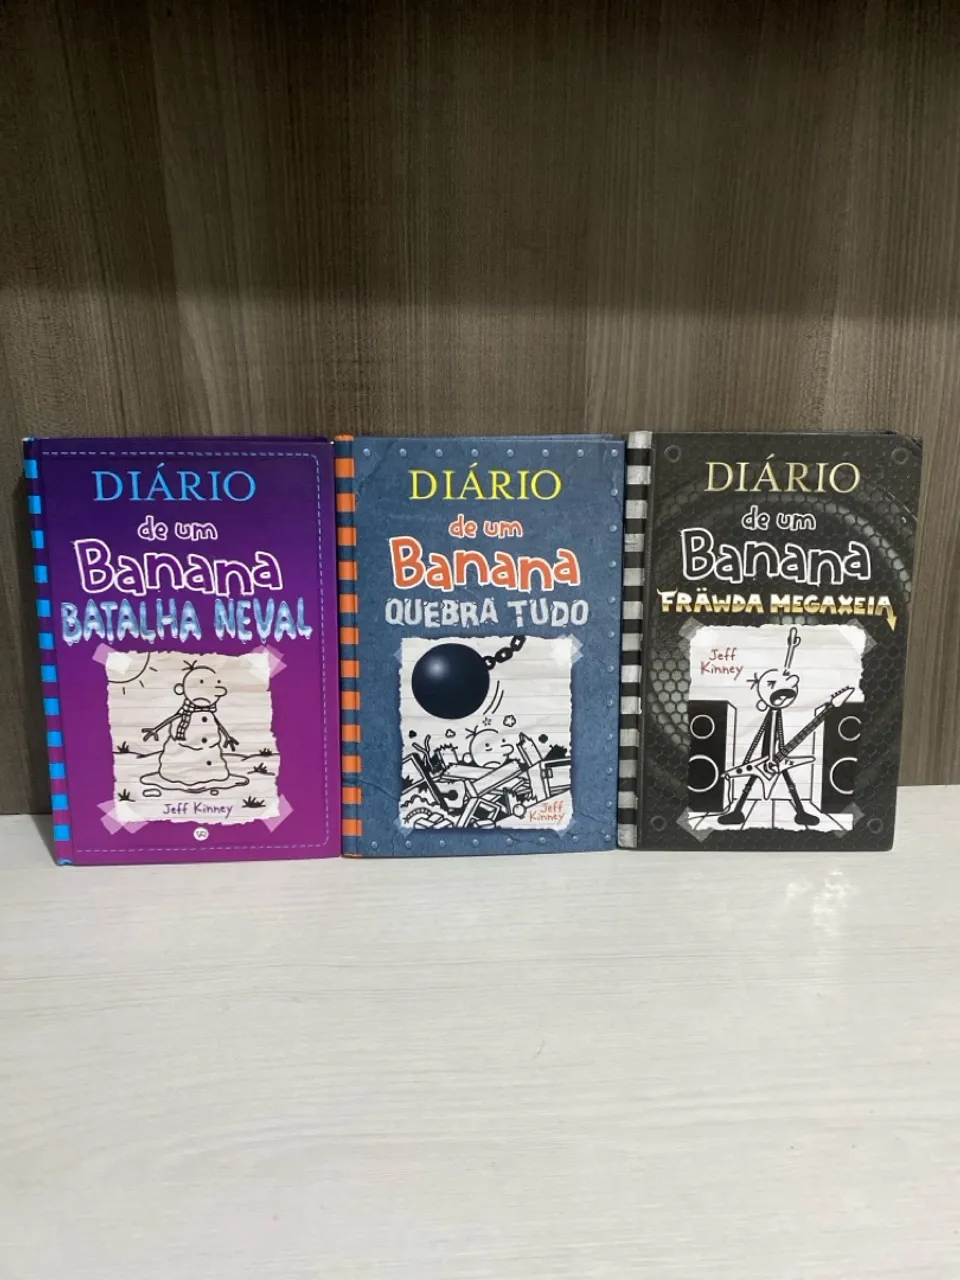 DIÁRIO
de um
Banana
BATALHA NEVAL
Jeff Kinney
VR
DIÁRIO
de um
Banana
QUEBRA TUDO
Jeff
Kinney
DIÁRIO
de um
Banana
FRÄWDA MEGAXEIA
Jeff
Kinney